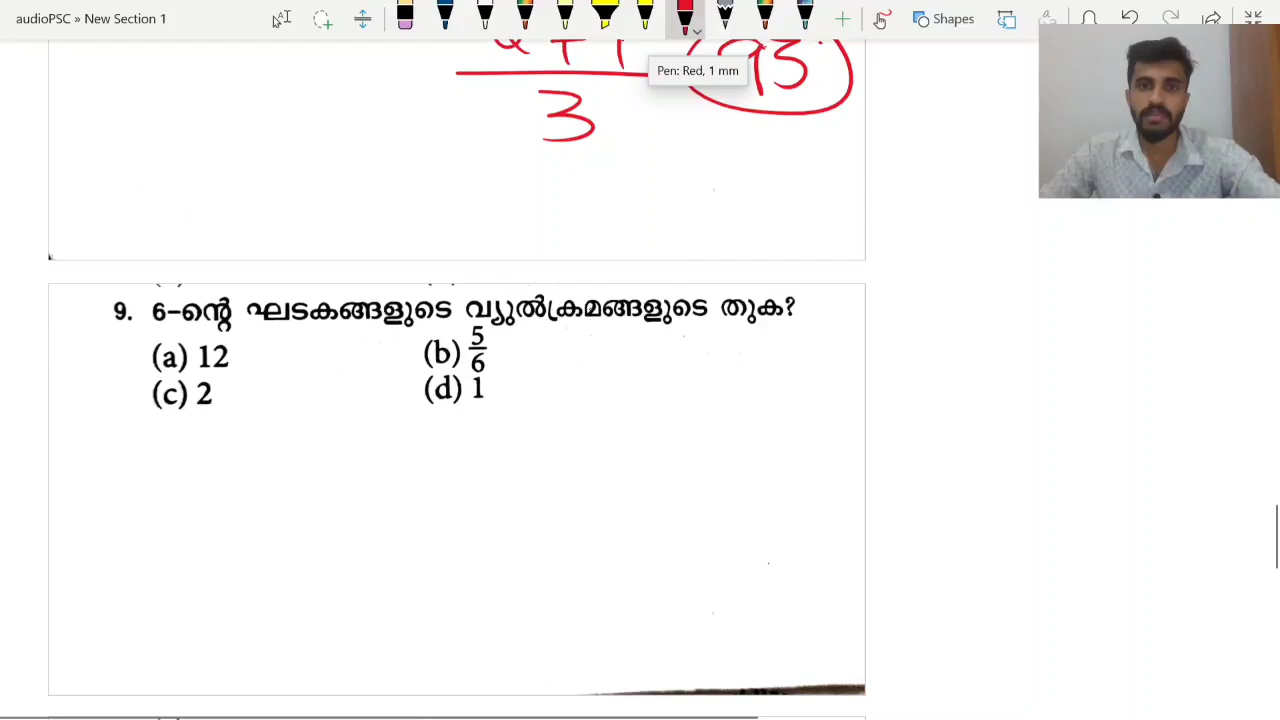 audioPSC » New Section 1
Shapes
Pen: Red, 1 mm
3
9. 6-ന്റെ ഘടകങ്ങളുടെ വ്യുൽക്രമങ്ങളുടെ തുക?
(a) 12 (b) 5/6
(c) 2 (d) 1